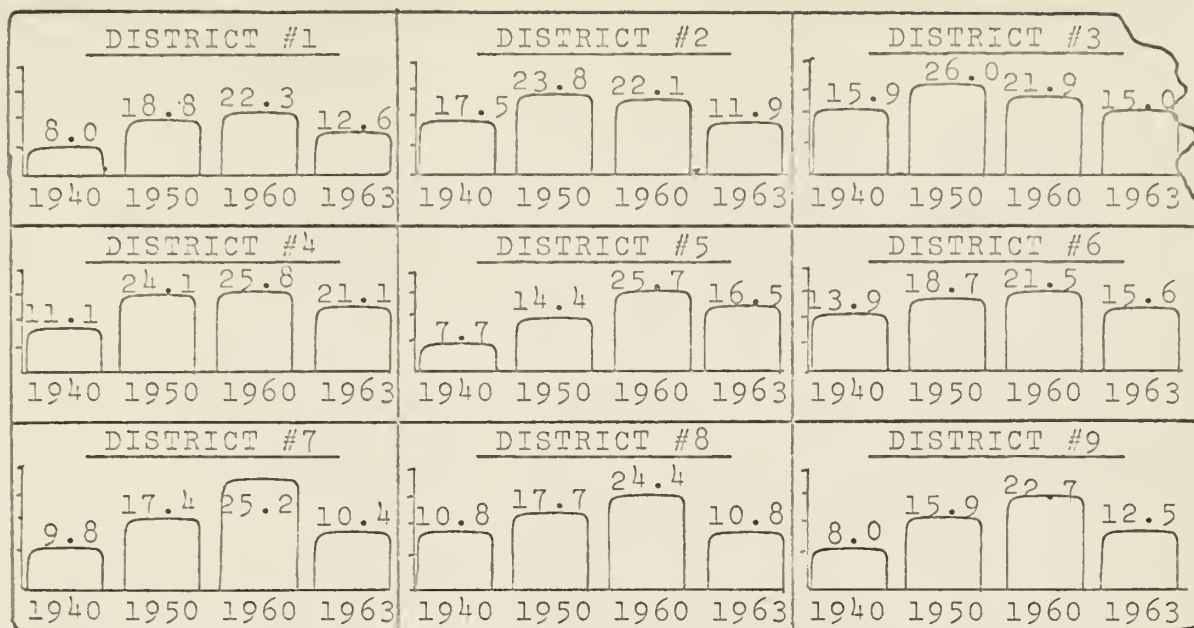 DISTRICT #1
8.0 18.8 22.3 12.6
1940 1950 1960 1963
DISTRICT #2
17.5 23.8 22.1 11.9
1940 1950 1960 1963
DISTRICT #3
15.9 26.0 21.9 15.0
1940 1950 1960 1963
DISTRICT #4
11.1 24.1 25.8 21.1
1940 1950 1960 1963
DISTRICT #5
7.7 14.4 25.7 16.5
1940 1950 1960 1963
DISTRICT #6
13.9 18.7 21.5 15.6
1940 1950 1960 1963
DISTRICT #7
9.8 17.4 25.2 10.4
1940 1950 1960 1963
DISTRICT #8
10.8 17.7 24.4 10.8
1940 1950 1960 1963
DISTRICT #9
8.0 15.9 22.7 12.5
1940 1950 1960 1963